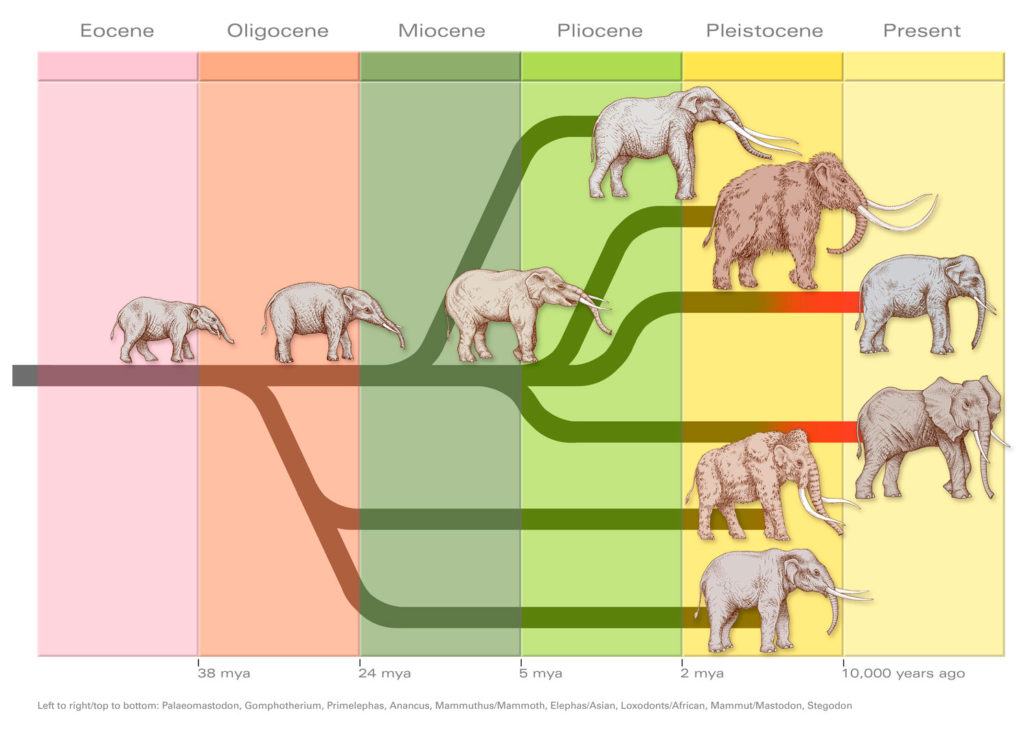 Eocene Oligocene Miocene Pliocene Pleistocene Present
38 mya 24 mya 5 mya 2 mya 10,000 years ago
Left to right/top to bottom: Palaeomastodon, Gomphotherium, Primelephas, Anancus, Mammuthus/Mammoth, Elephas/Asian, Loxodonts/African, Mammut/Mastodon, Stegodon